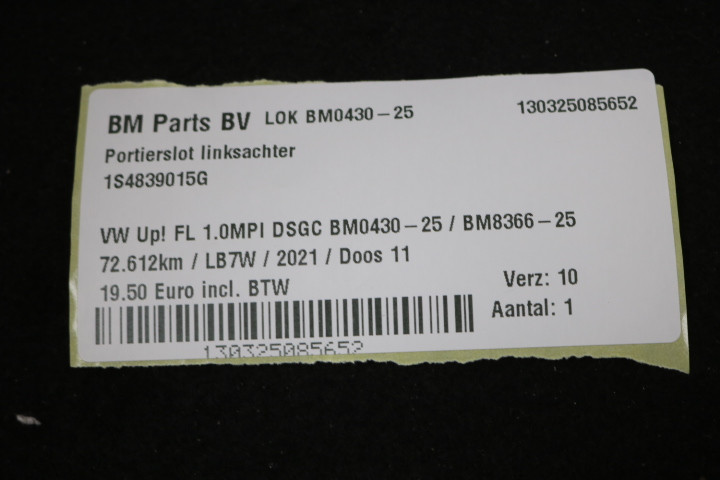 BM Parts BV LOK BM0430-25 130325085652
Portierslot linksachter
1S4839015G
VW Up! FL 1.0MPI DSGC BM0430-25 / BM8366-25
72.612km / LB7W / 2021 / Doos 11
19.50 Euro incl. BTW
Verz: 10
Aantal: 1
130325085652